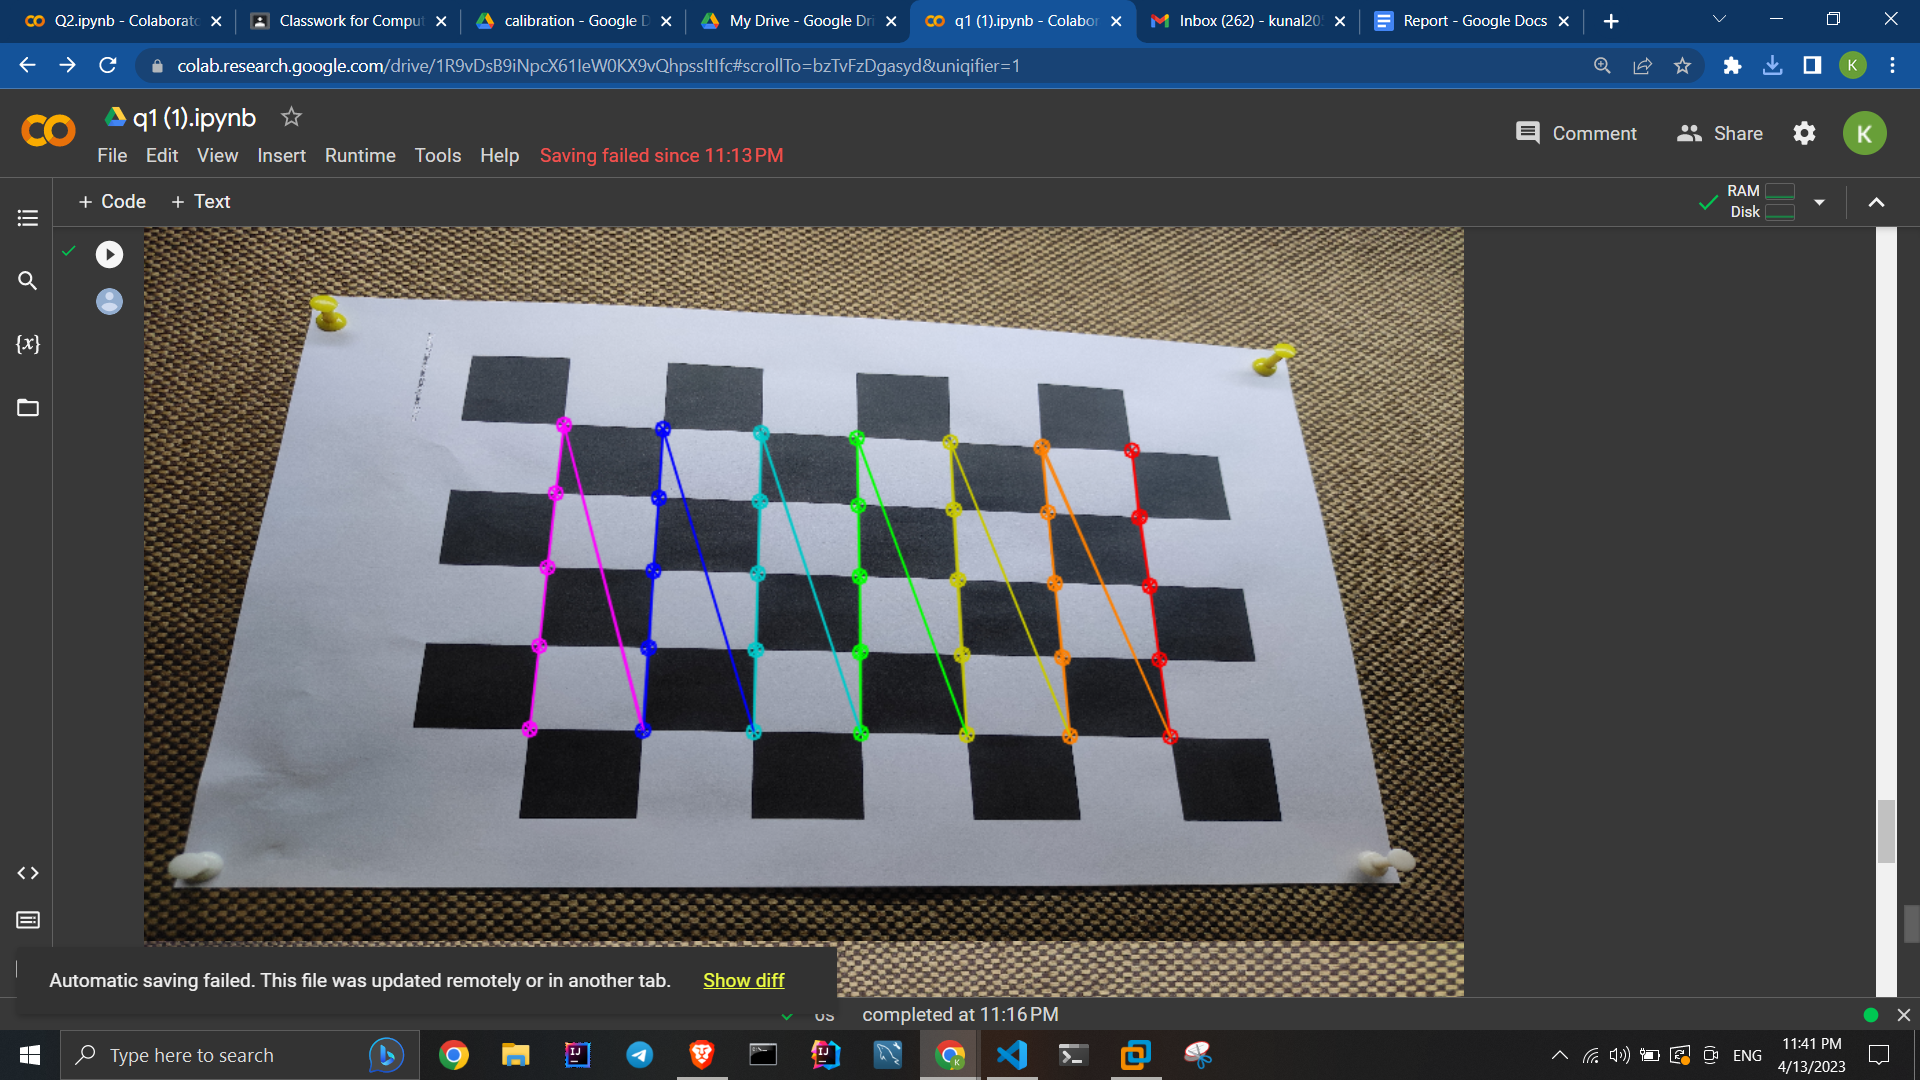 Q2.ipynb - Colaborato
Classwork for Comput
calibration - Google D
My Drive - Google Dri
q1 (1).ipynb - Colabor
Inbox (262) - kunal20
Report - Google Docs
colab.research.google.com/drive/1R9vDsB9iNpcX61IeW0KX9vQhpssItIfc#scrollTo=bzTvFzDgasyd&uniqifier=1
K
q1 (1).ipynb
Comment
Share
K
File Edit View Insert Runtime Tools Help Saving failed since 11:13 PM
+ Code + Text
RAM
Disk
{x}
Automatic saving failed. This file was updated remotely or in another tab. Show diff
completed at 11:16 PM
Type here to search
ENG
11:41 PM
4/13/2023